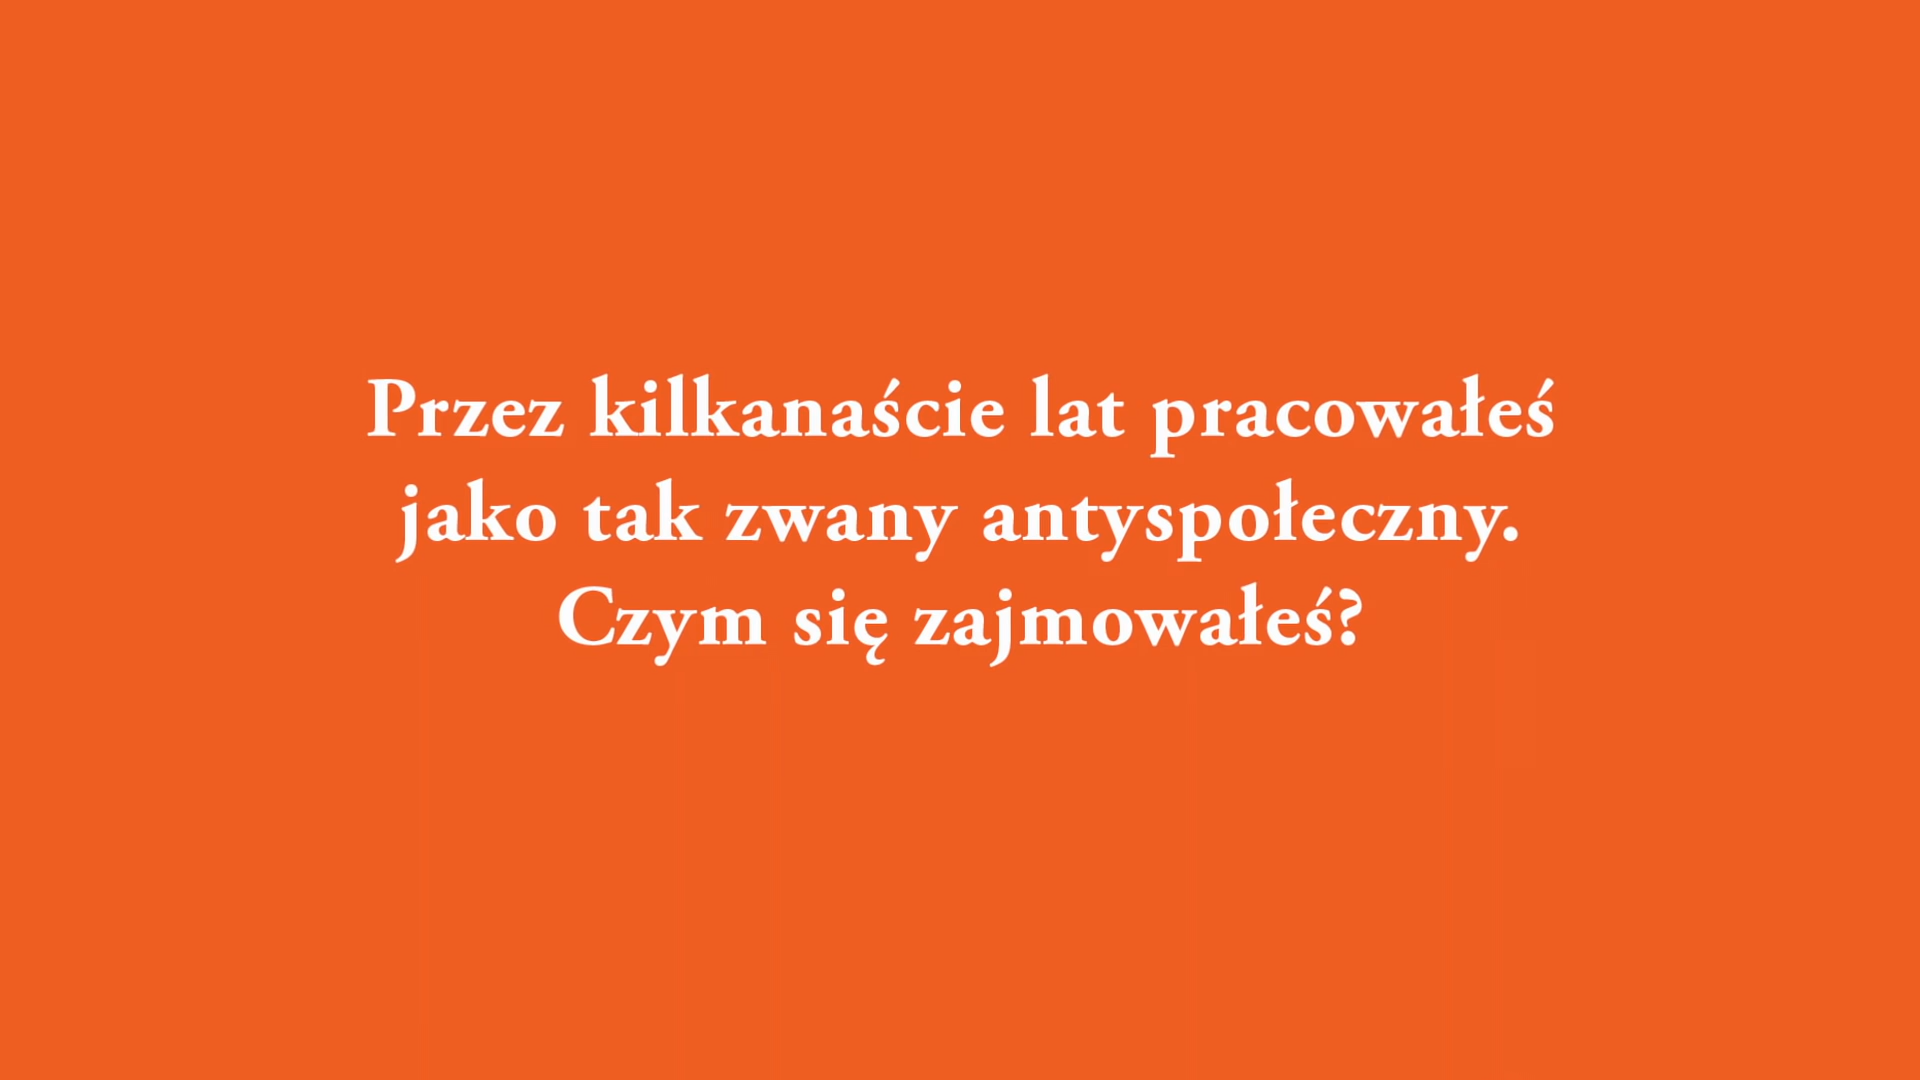 Przez kilkanaście lat pracowałeś
jako tak zwany antyspołeczny.
Czym się zajmowałeś?